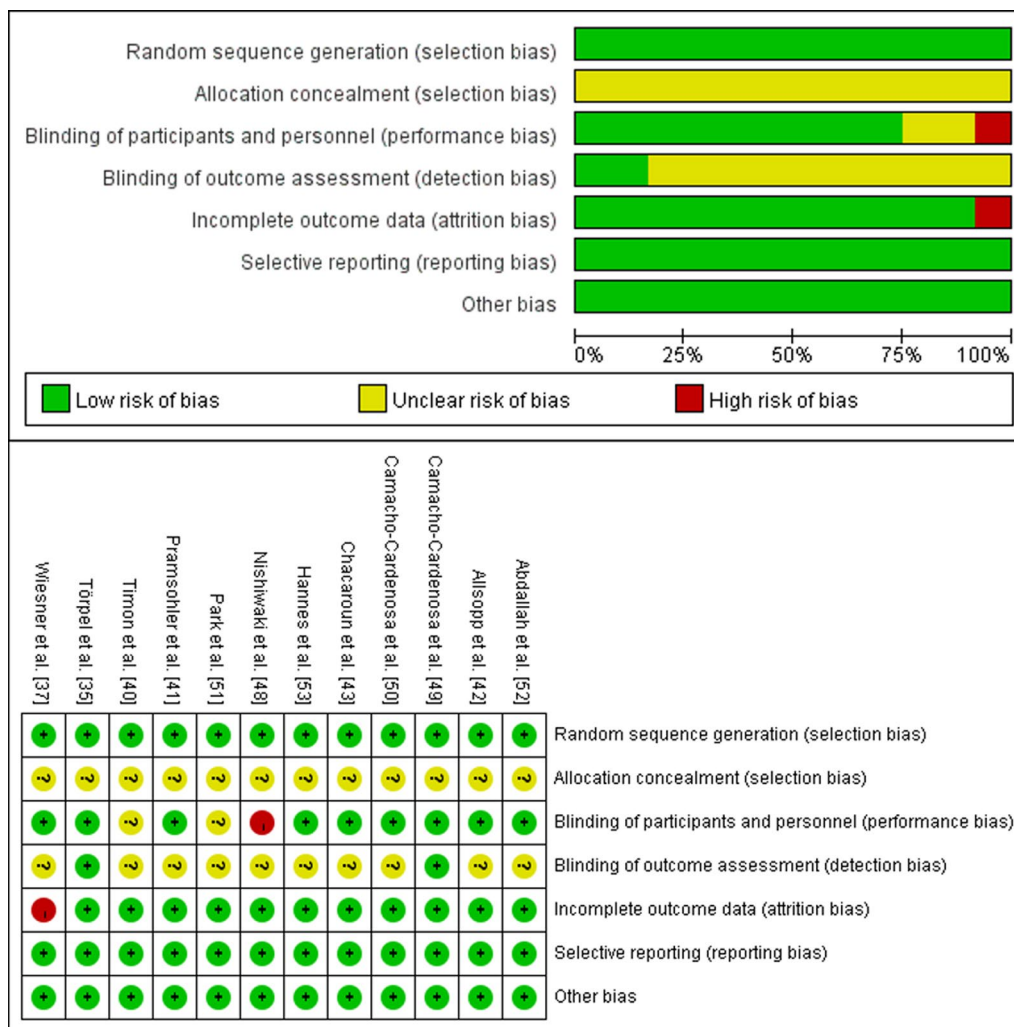 Random sequence generation (selection bias)
Allocation concealment (selection bias)
Blinding of participants and personnel (performance bias)
Blinding of outcome assessment (detection bias)
Incomplete outcome data (attrition bias)
Selective reporting (reporting bias)
Other bias
0% 25% 50% 75% 100%
Low risk of bias Unclear risk of bias High risk of bias
Wiesner et al. [37]
Törpel et al. [35]
Timon et al. [40]
Pramsohler et al. [41]
Park et al. [51]
Nishiwaki et al. [48]
Hannes et al. [53]
Chacaroun et al. [43]
Camacho-Cardenosa et al. [50]
Camacho-Cardenosa et al. [49]
Allsopp et al. [42]
Abdallah et al. [52]
+ + + + + + + + + + + + Random sequence generation (selection bias)
? ? ? ? ? ? ? ? ? ? ? ? Allocation concealment (selection bias)
+ + ? + ? - + + + + + + Blinding of participants and personnel (performance bias)
? + ? ? ? ? ? ? ? + ? ? Blinding of outcome assessment (detection bias)
- + + + + + + + + + + + Incomplete outcome data (attrition bias)
+ + + + + + + + + + + + Selective reporting (reporting bias)
+ + + + + + + + + + + + Other bias